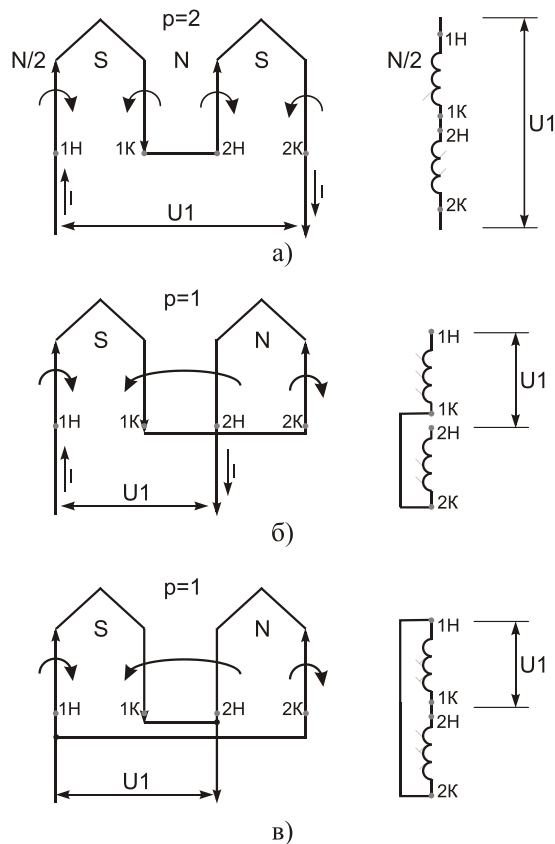 p=2
N/2 S N S
1Н 1К 2Н 2К
I U1 I
N/2
1Н
1К
2Н
2К
U1
а)
p=1
S N
1Н 1К 2Н 2К
I U1 I
1Н
1К
2Н
2К
U1
б)
p=1
S N
1Н 1К 2Н 2К
U1
1Н
1К
2Н
2К
U1
в)